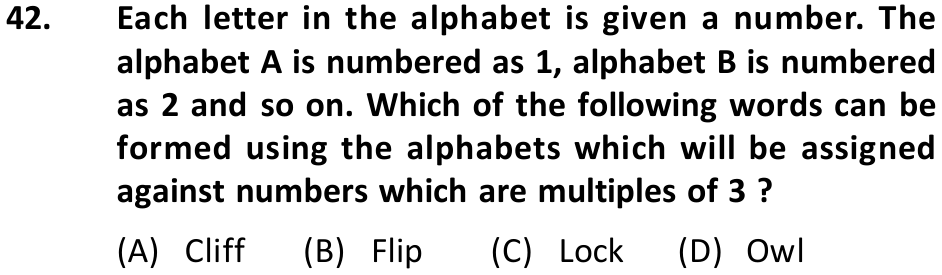 42. Each letter in the alphabet is given a number. The
alphabet A is numbered as 1, alphabet B is numbered
as 2 and so on. Which of the following words can be
formed using the alphabets which will be assigned
against numbers which are multiples of 3 ?
(A) Cliff (B) Flip (C) Lock (D) Owl